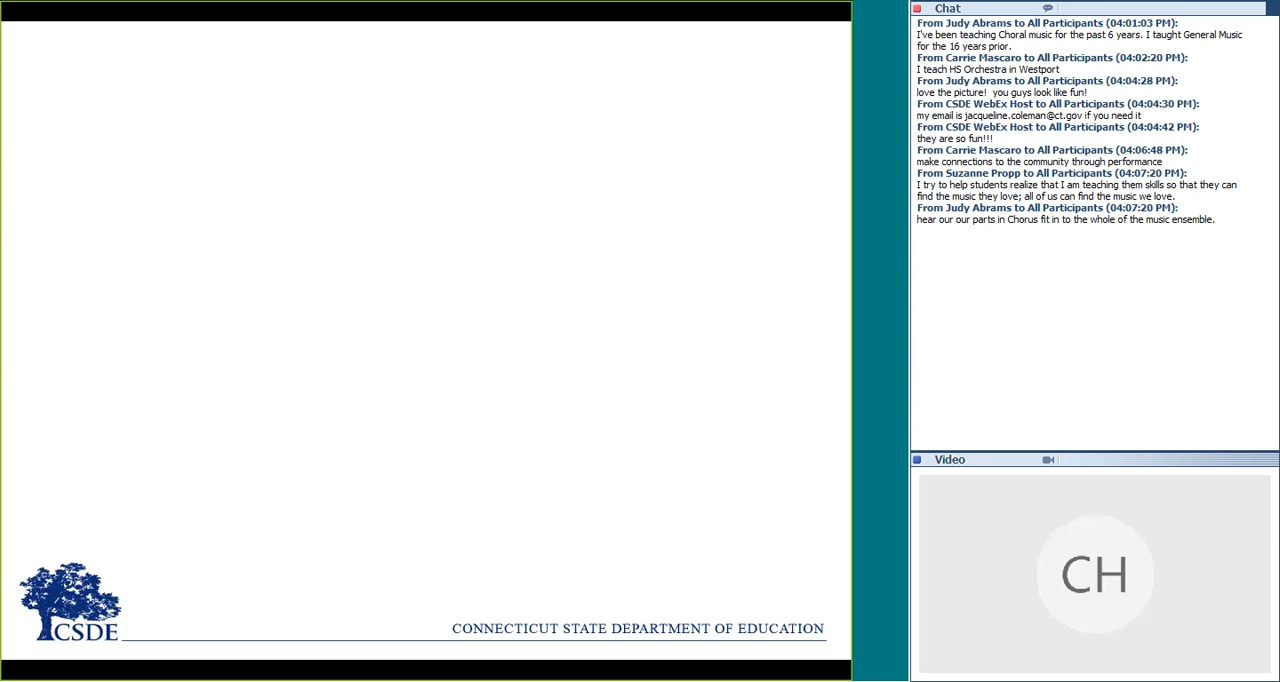 CSDE
CONNECTICUT STATE DEPARTMENT OF EDUCATION
Chat
From Judy Abrams to All Participants (04:01:03 PM):
I've been teaching Choral music for the past 6 years. I taught General Music
for the 16 years prior.
From Carrie Mascaro to All Participants (04:02:20 PM):
I teach HS Orchestra in Westport
From Judy Abrams to All Participants (04:04:28 PM):
love the picture!  you guys look like fun!
From CSDE WebEx Host to All Participants (04:04:30 PM):
my email is jacqueline.coleman@ct.gov if you need it
From CSDE WebEx Host to All Participants (04:04:42 PM):
they are so fun!!!
From Carrie Mascaro to All Participants (04:06:48 PM):
make connections to the community through performance
From Suzanne Propp to All Participants (04:07:20 PM):
I try to help students realize that I am teaching them skills so that they can
find the music they love; all of us can find the music we love.
From Judy Abrams to All Participants (04:07:20 PM):
hear our our parts in Chorus fit in to the whole of the music ensemble.
Video
CH